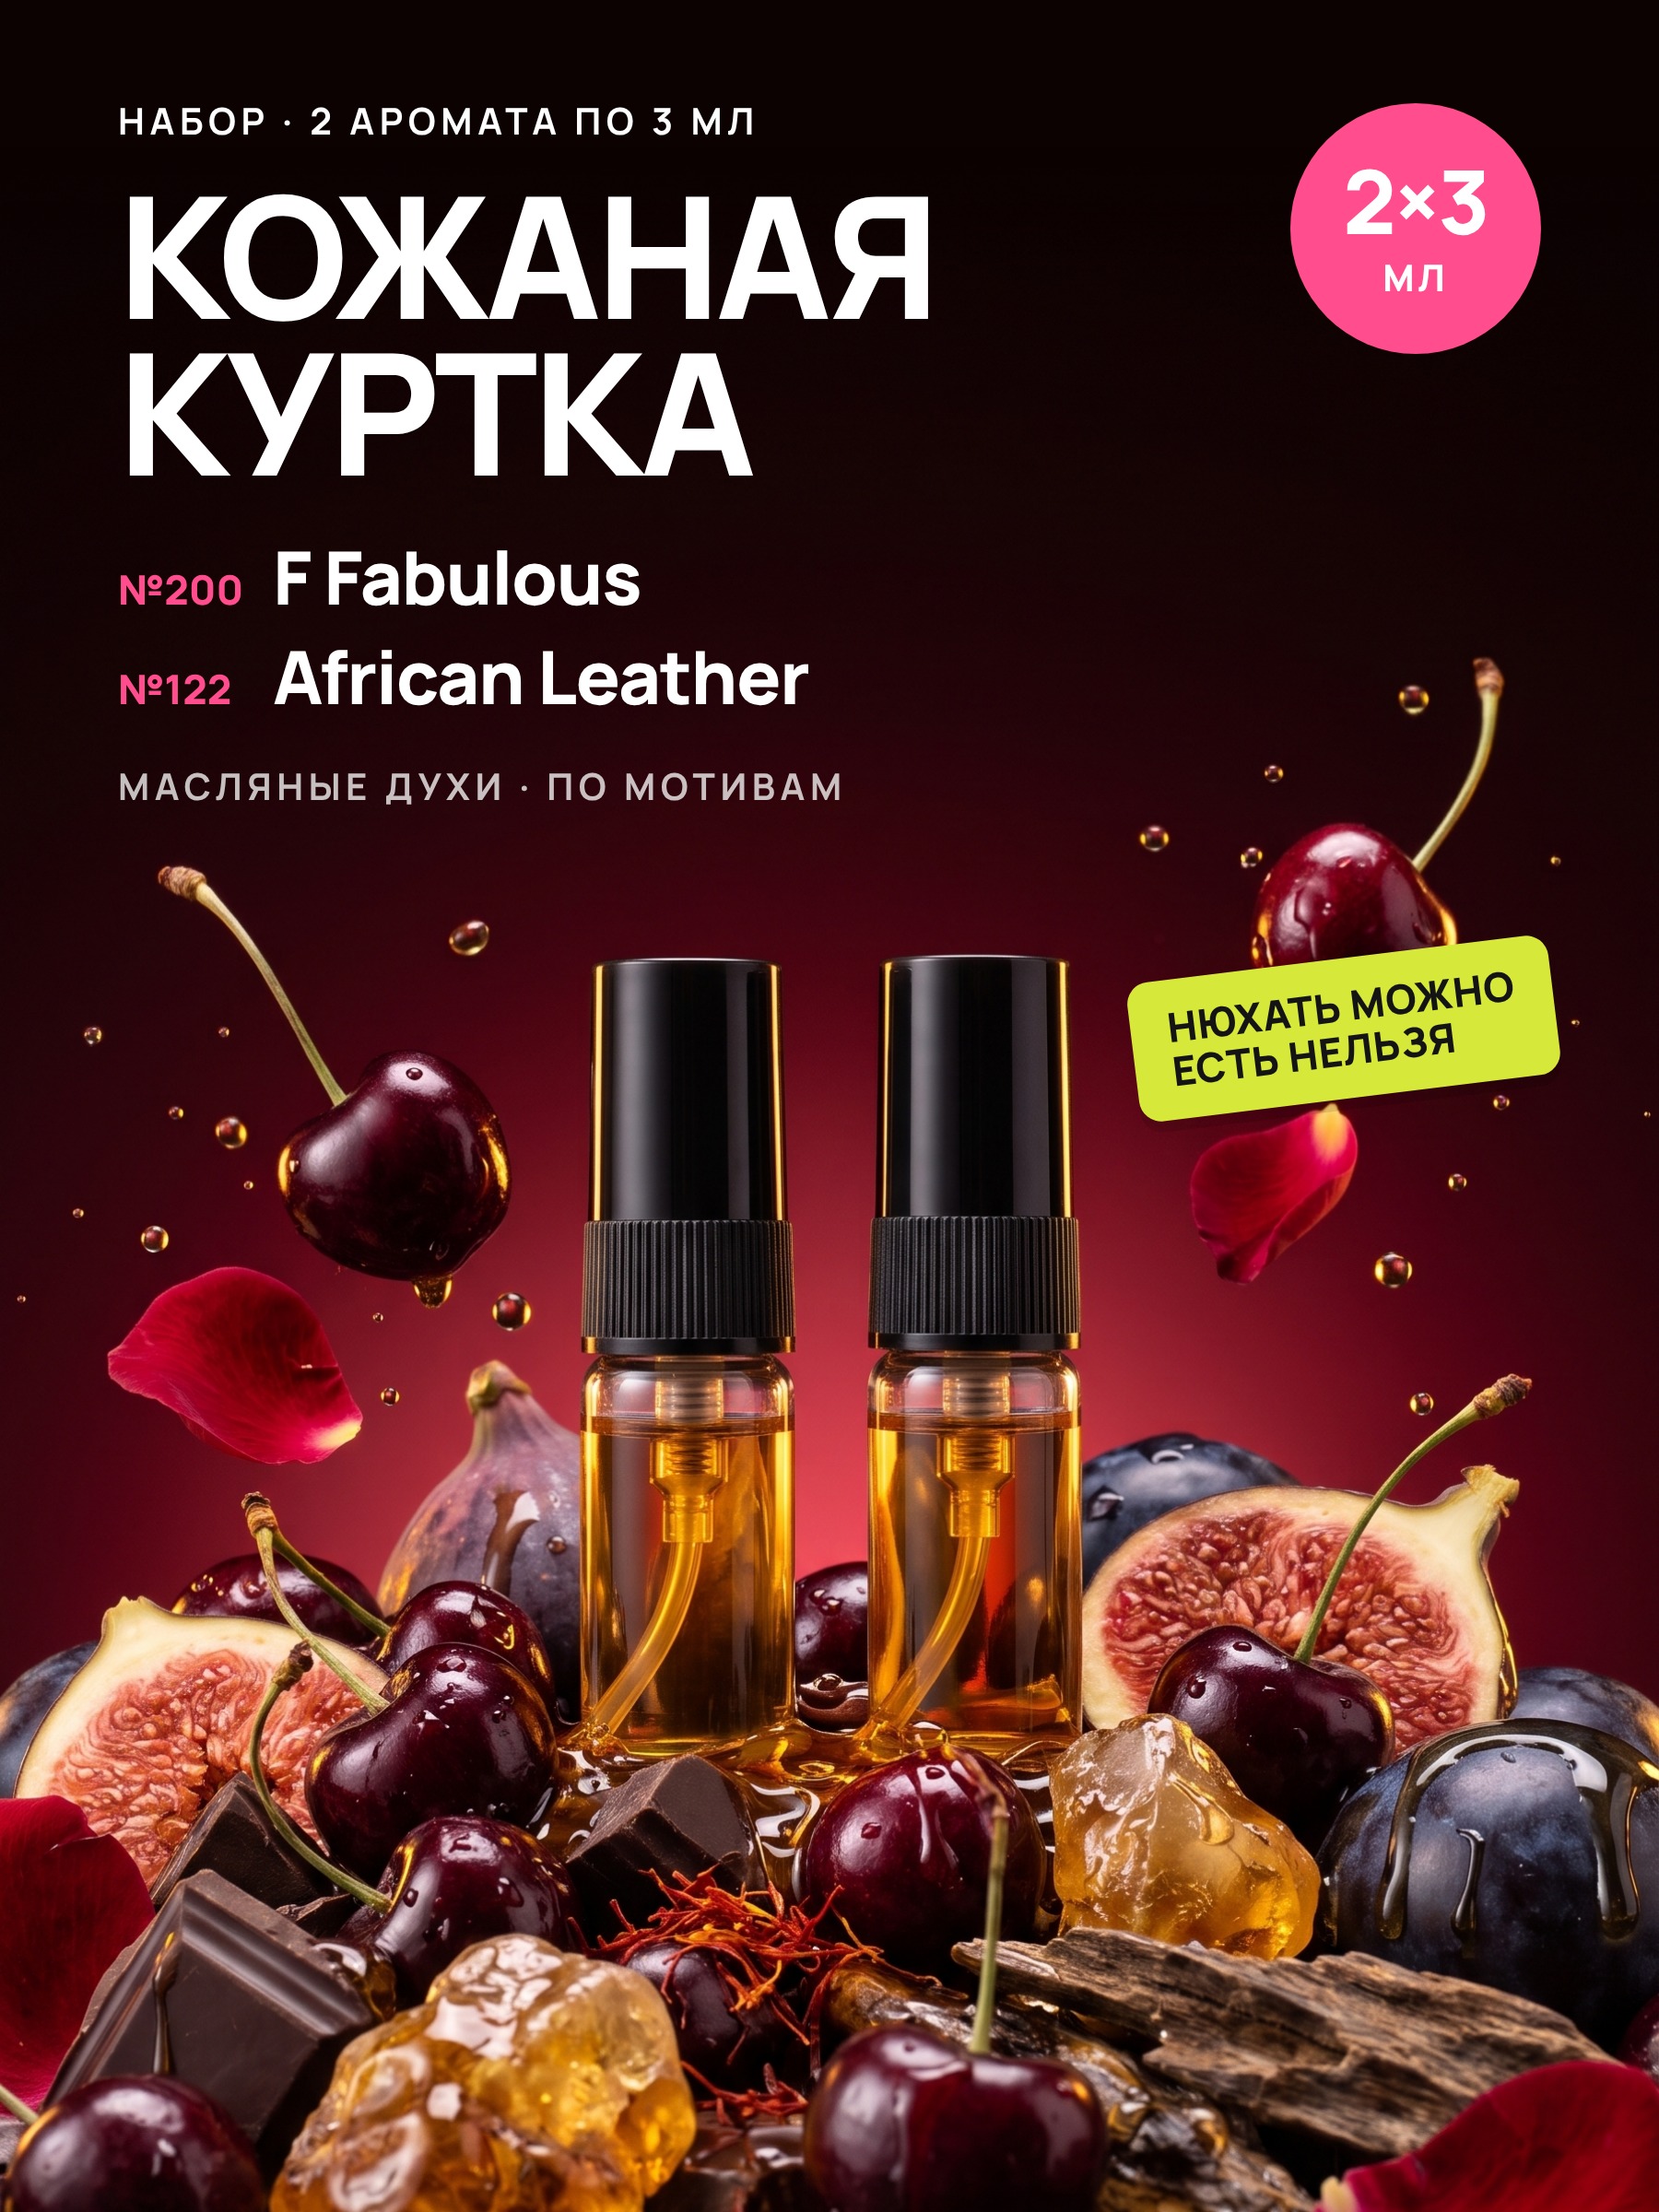 НАБОР · 2 АРОМАТА ПО 3 МЛ
КОЖАНАЯ
КУРТКА
2×3
МЛ
№200 F Fabulous
№122 African Leather
МАСЛЯНЫЕ ДУХИ · ПО МОТИВАМ
НЮХАТЬ МОЖНО
ЕСТЬ НЕЛЬЗЯ